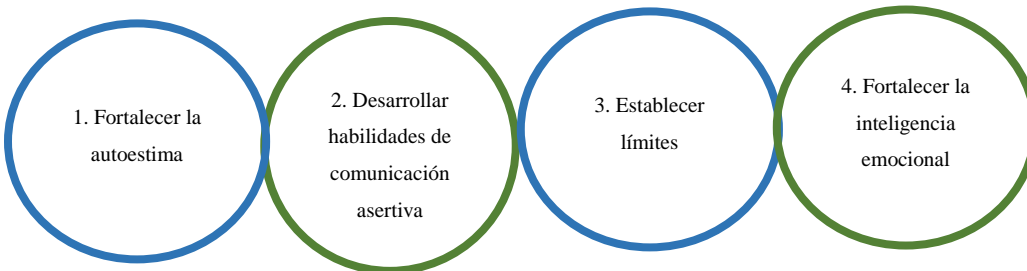 1. Fortalecer la
autoestima
2. Desarrollar
habilidades de
comunicación
asertiva
3. Establecer
límites
4. Fortalecer la
inteligencia
emocional